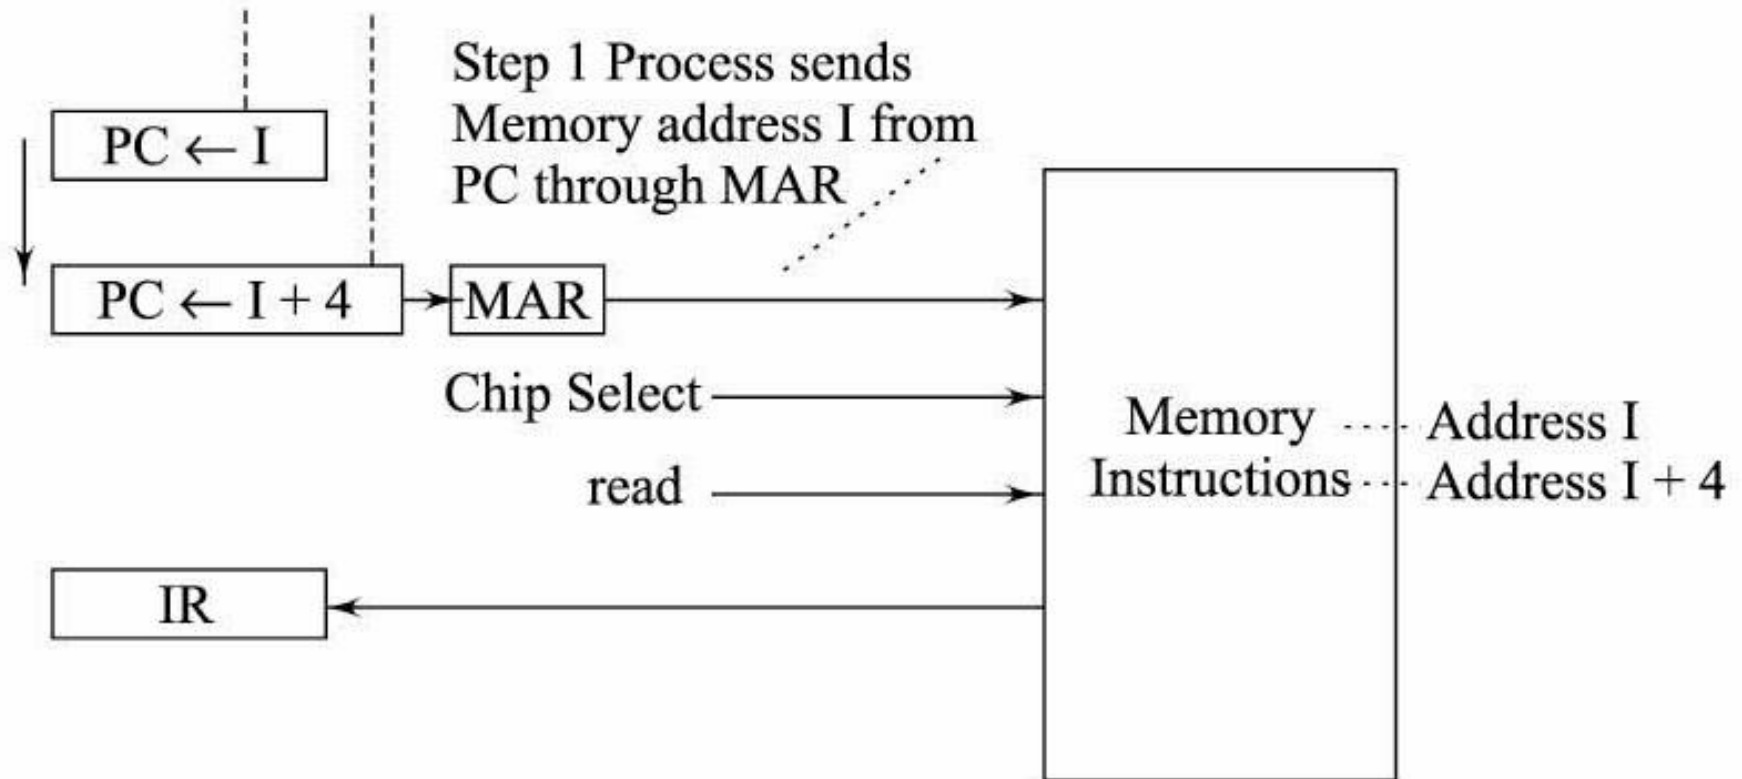 Step 1 Process sends
Memory address I from
PC through MAR
PC ← I
PC ← I + 4
MAR
Chip Select
read
IR
Memory
Instructions
Address I
Address I + 4